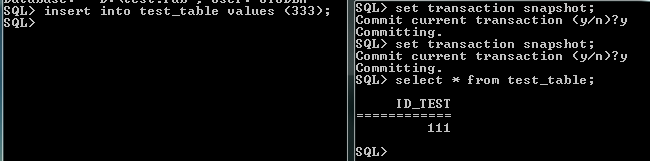 SQL> insert into test_table values (333);
SQL>
SQL> set transaction snapshot;
Commit current transaction (y/n)?y
Committing.
SQL> set transaction snapshot;
Commit current transaction (y/n)?y
Committing.
SQL> select * from test_table;
ID_TEST
============
111
SQL>